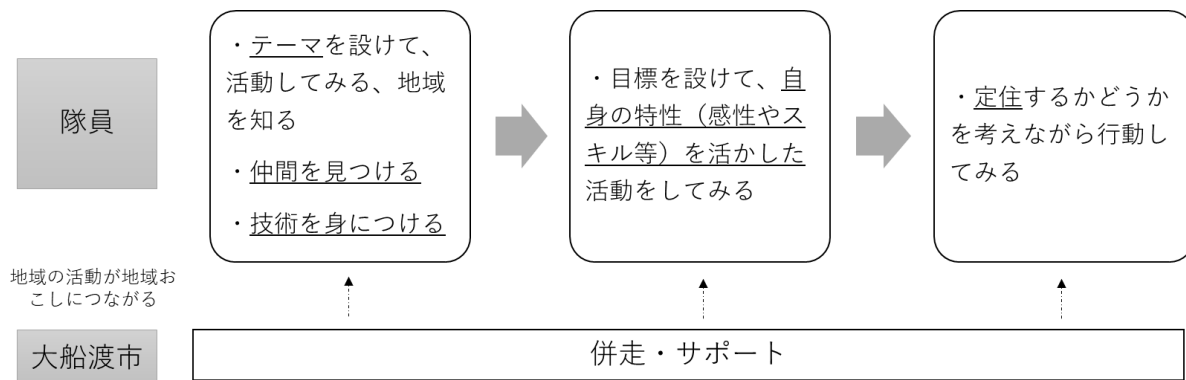 隊員
・テーマを設けて、
活動してみる、地域
を知る
・仲間を見つける
・技術を身につける
・目標を設けて、自
身の特性（感性やス
キル等）を活かした
活動をしてみる
・定住するかどうか
を考えながら行動し
てみる
地域の活動が地域お
こしにつながる
大船渡市
併走・サポート